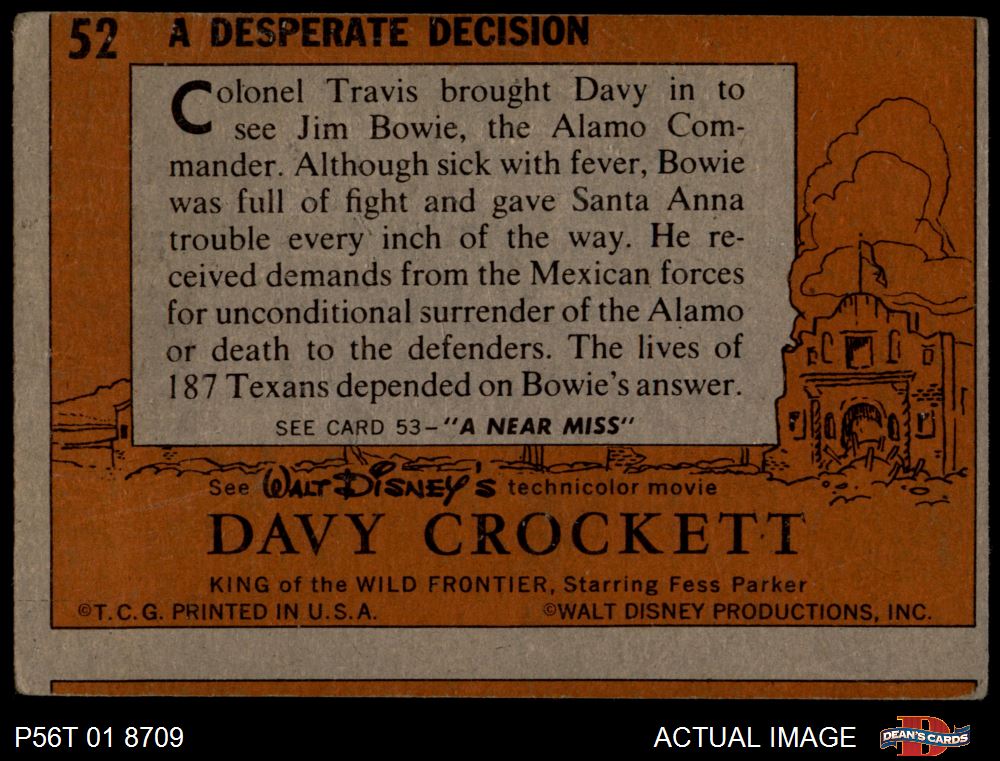 52 A DESPERATE DECISION
Colonel Travis brought Davy in to
see Jim Bowie, the Alamo Com-
mander. Although sick with fever, Bowie
was full of fight and gave Santa Anna
trouble every inch of the way. He re-
ceived demands from the Mexican forces
for unconditional surrender of the Alamo
or death to the defenders. The lives of
187 Texans depended on Bowie's answer.
SEE CARD 53-"A NEAR MISS"
See WALT DISNEY'S technicolor movie
DAVY CROCKETT
KING of the WILD FRONTIER, Starring Fess Parker
©T.C.G. PRINTED IN U.S.A. ©WALT DISNEY PRODUCTIONS, INC.
P56T 01 8709 ACTUAL IMAGE DEAN'S CARDS